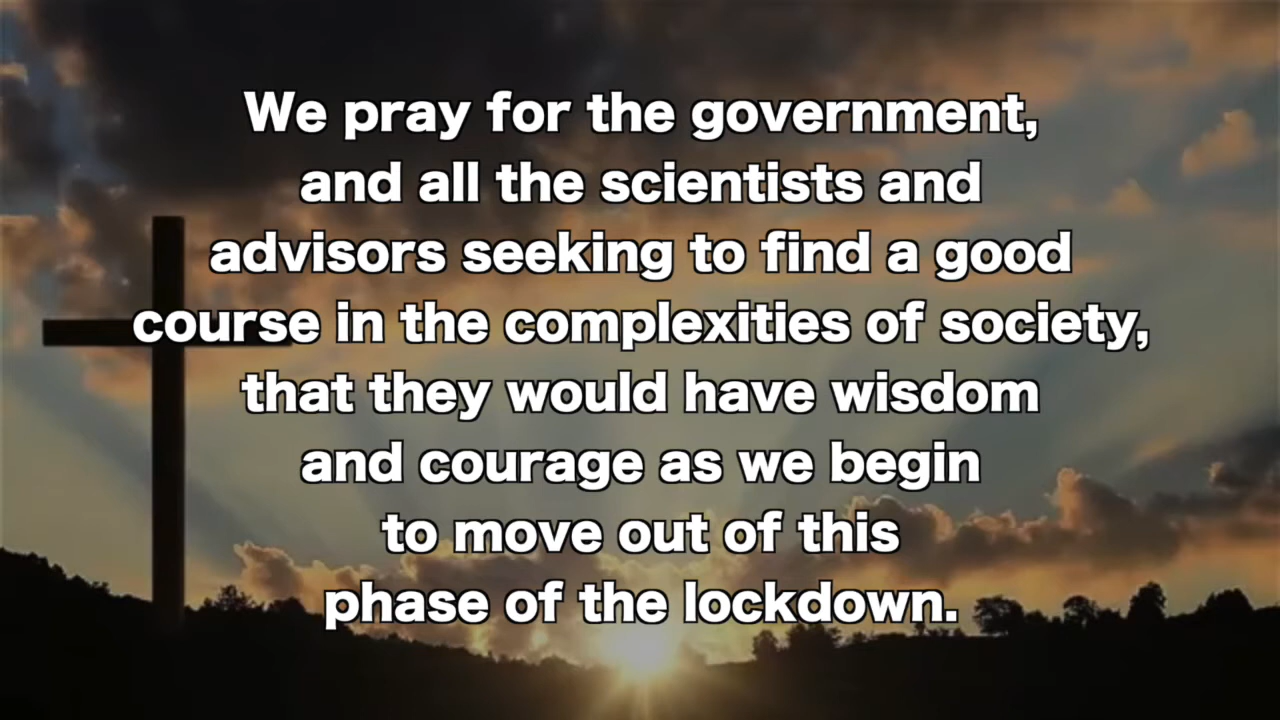 We pray for the government,
and all the scientists and
advisors seeking to find a good
course in the complexities of society,
that they would have wisdom
and courage as we begin
to move out of this
phase of the lockdown.